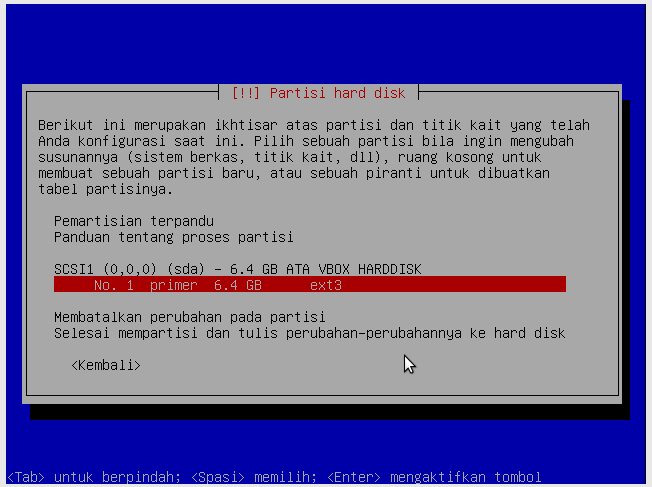 [!!] Partisi hard disk
Berikut ini merupakan ikhtisar atas partisi dan titik kait yang telah
Anda konfigurasi saat ini. Pilih sebuah partisi bila ingin mengubah
susunannya (sistem berkas, titik kait, dll), ruang kosong untuk
membuat sebuah partisi baru, atau sebuah piranti untuk dibuatkan
tabel partisinya.
Pemartisian terpandu
Panduan tentang proses partisi
SCSI1 (0,0,0) (sda) - 6.4 GB ATA VBOX HARDDISK
No. 1 primer 6.4 GB ext3
Membatalkan perubahan pada partisi
Selesai mempartisi dan tulis perubahan-perubahannya ke hard disk
<Kembali>
<Tab> untuk berpindah; <Spasi> memilih; <Enter> mengaktifkan tombol